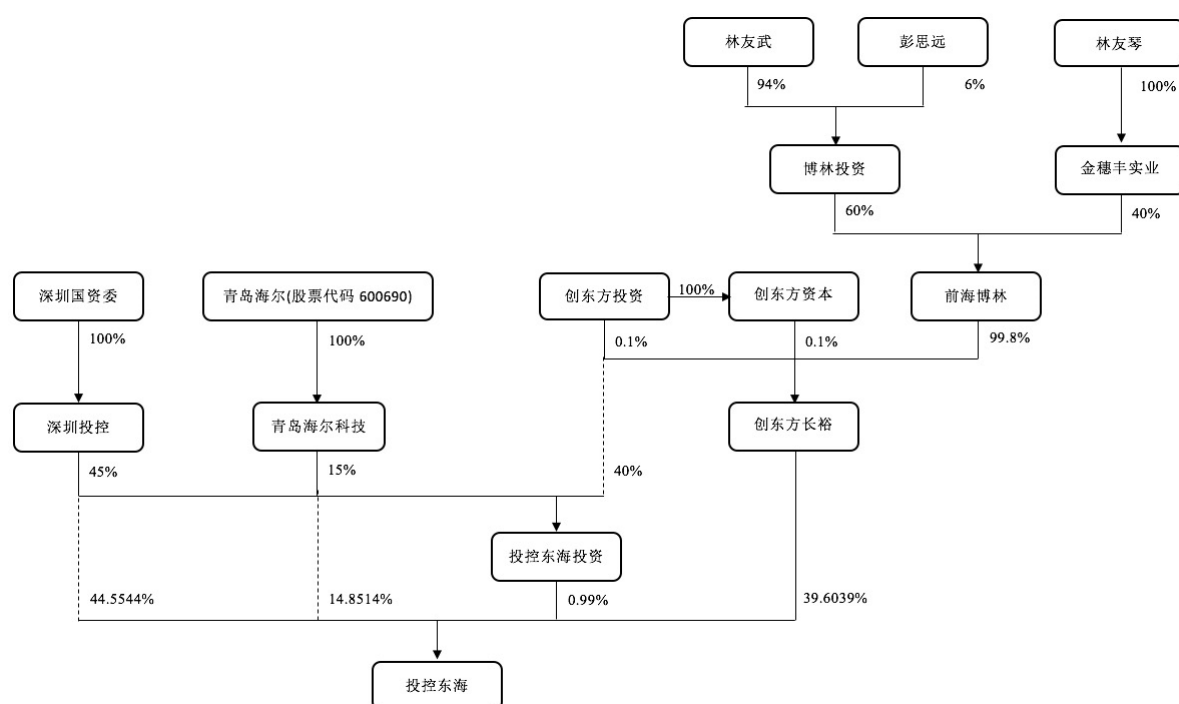 林友武
彭思远
林友琴
94%
6%
100%
博林投资
金穗丰实业
60%
40%
深圳国资委
青岛海尔(股票代码 600690)
创东方投资
100%
创东方资本
前海博林
100%
100%
0.1%
0.1%
99.8%
深圳投控
青岛海尔科技
创东方长裕
45%
15%
40%
投控东海投资
44.5544%
14.8514%
0.99%
39.6039%
投控东海